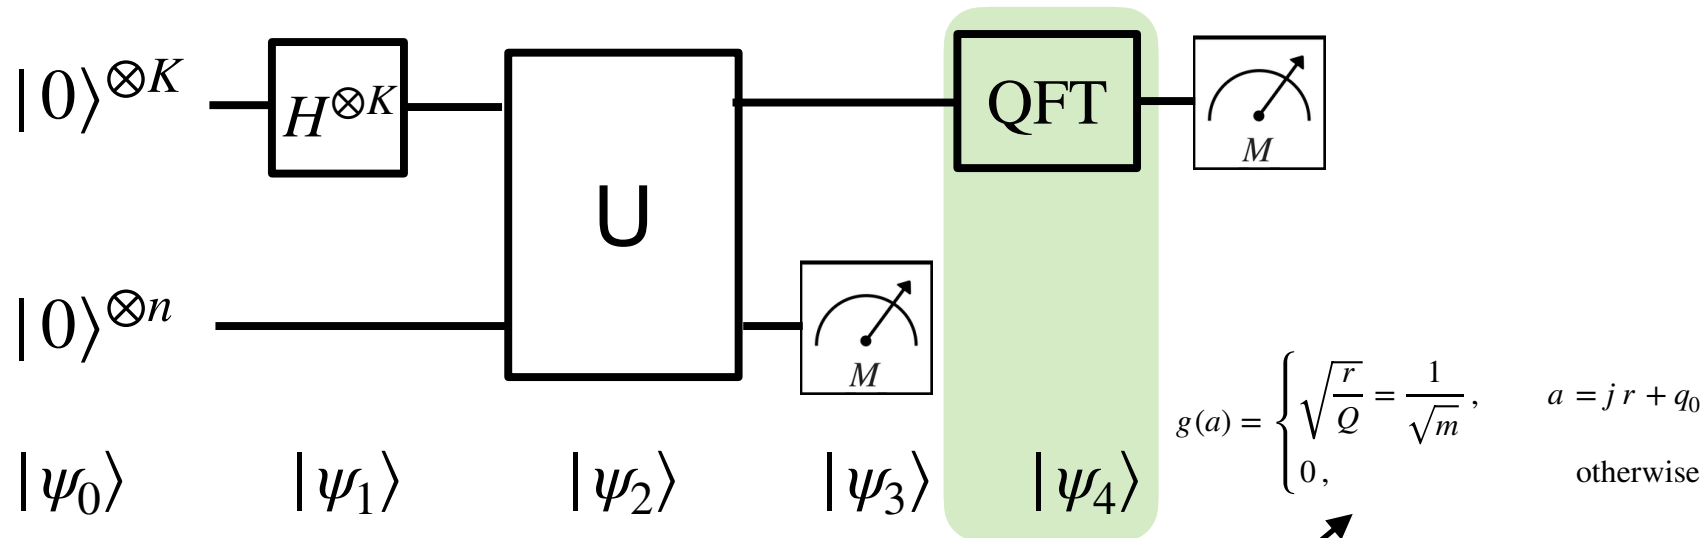 |0⟩^{⊗K}
H^{⊗K}
U
QFT
M
|0⟩^{⊗n}
M
g(a) = { √(r/Q) = 1/√m , a = j r + q_0
0 , otherwise
|ψ_0⟩ |ψ_1⟩ |ψ_2⟩ |ψ_3⟩ |ψ_4⟩